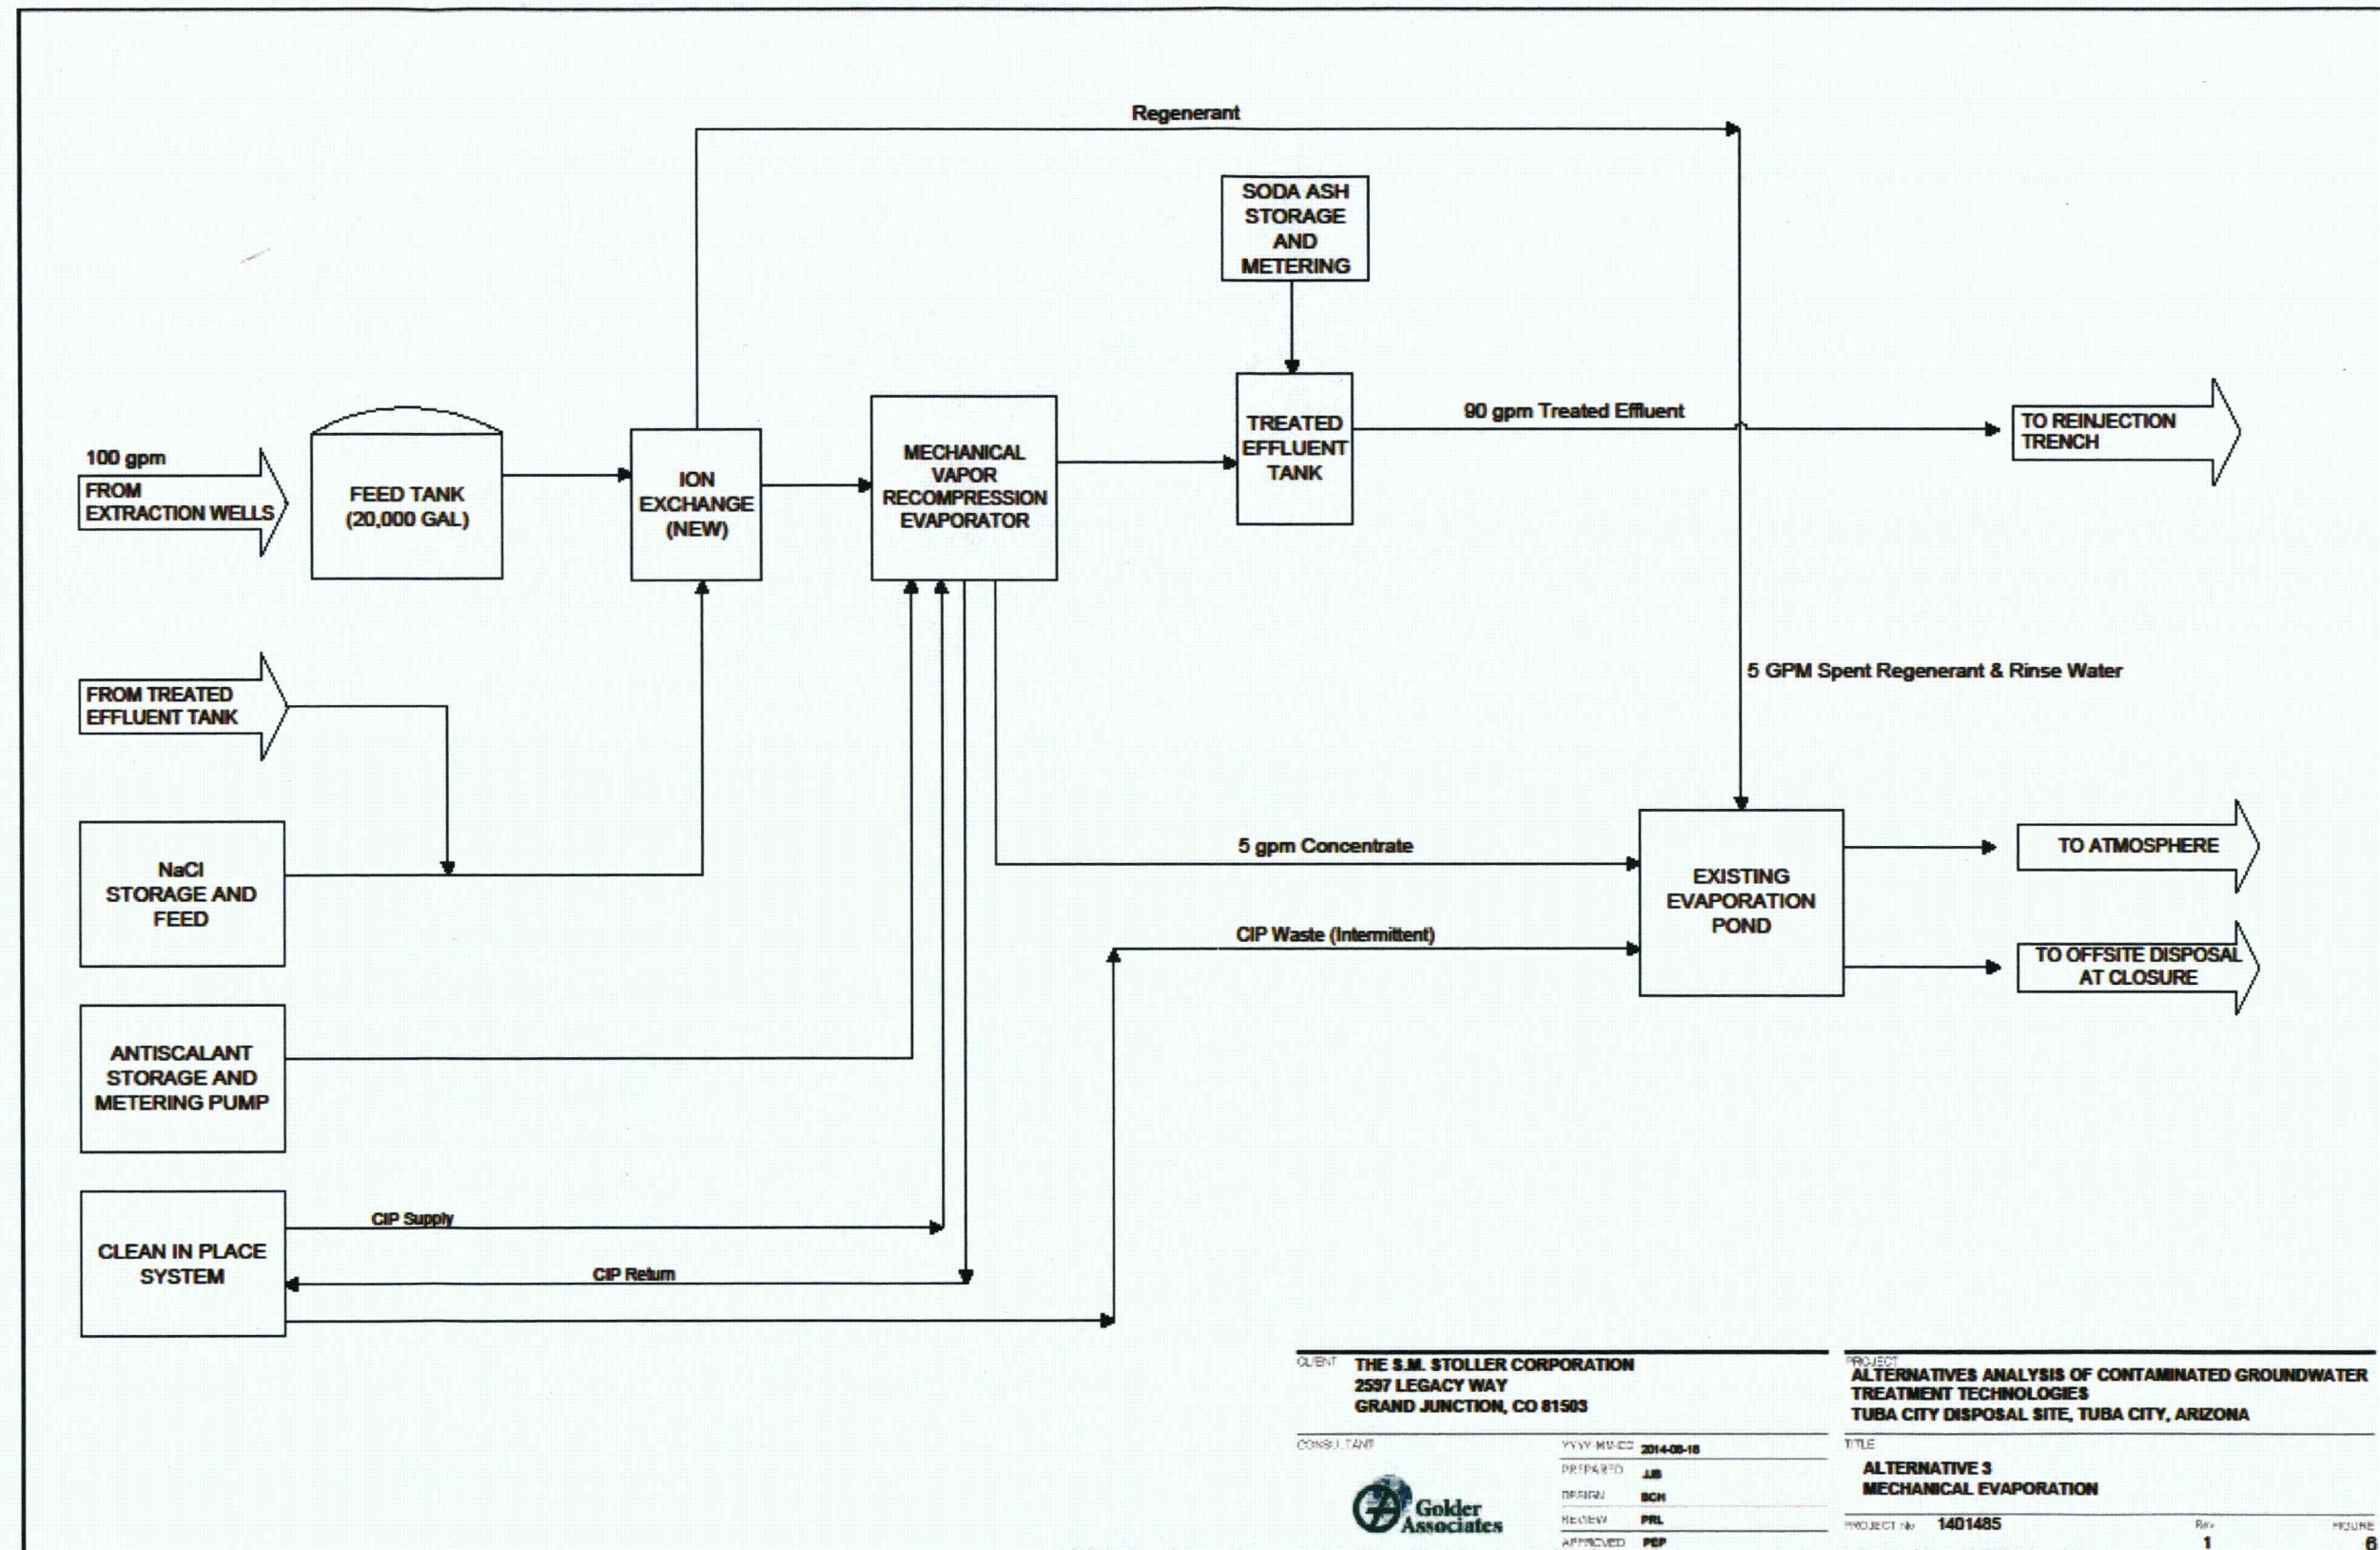 Regenerant
SODA ASH
STORAGE
AND
METERING
100 gpm
FROM
EXTRACTION WELLS
FEED TANK
(20,000 GAL)
ION
EXCHANGE
(NEW)
MECHANICAL
VAPOR
RECOMPRESSION
EVAPORATOR
TREATED
EFFLUENT
TANK
90 gpm Treated Effluent
TO REINJECTION
TRENCH
FROM TREATED
EFFLUENT TANK
5 GPM Spent Regenerant & Rinse Water
NaCl
STORAGE AND
FEED
5 gpm Concentrate
CIP Waste (Intermittent)
EXISTING
EVAPORATION
POND
TO ATMOSPHERE
TO OFFSITE DISPOSAL
AT CLOSURE
ANTISCALANT
STORAGE AND
METERING PUMP
CLEAN IN PLACE
SYSTEM
CIP Supply
CIP Return
CLIENT THE S.M. STOLLER CORPORATION
2597 LEGACY WAY
GRAND JUNCTION, CO 81503
PROJECT
ALTERNATIVES ANALYSIS OF CONTAMINATED GROUNDWATER
TREATMENT TECHNOLOGIES
TUBA CITY DISPOSAL SITE, TUBA CITY, ARIZONA
CONSULTANT
Golder
Associates
YYYY-MM-DD
PREPARED JJB
DESIGN BCH
REVIEW PRL
APPROVED PEP
TITLE
ALTERNATIVE 3
MECHANICAL EVAPORATION
PROJECT No 1401485
Rev
1
FIGURE
6